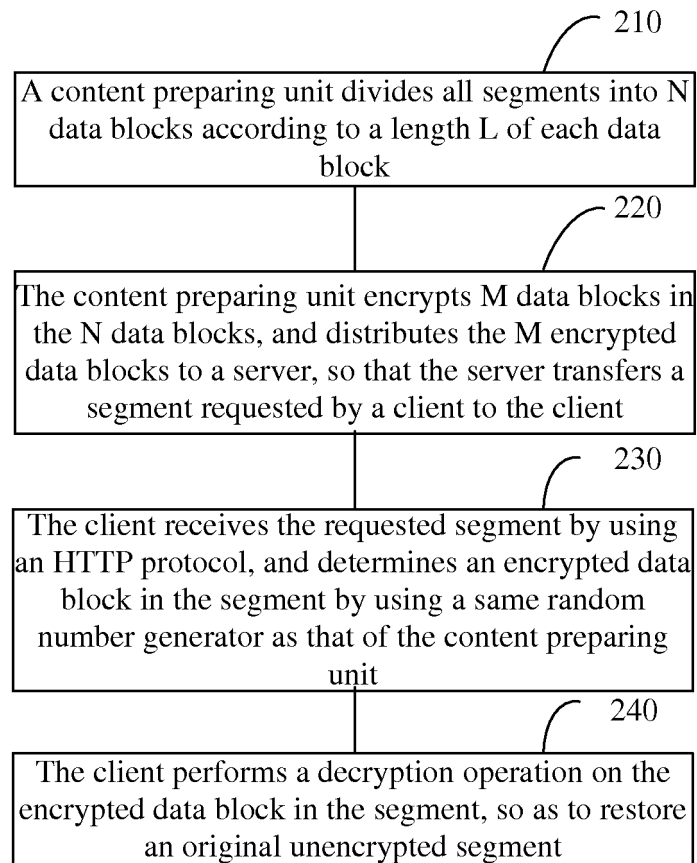 210
A content preparing unit divides all segments into N
data blocks according to a length L of each data
block
220
The content preparing unit encrypts M data blocks in
the N data blocks, and distributes the M encrypted
data blocks to a server, so that the server transfers a
segment requested by a client to the client
230
The client receives the requested segment by using
an HTTP protocol, and determines an encrypted data
block in the segment by using a same random
number generator as that of the content preparing
unit
240
The client performs a decryption operation on the
encrypted data block in the segment, so as to restore
an original unencrypted segment